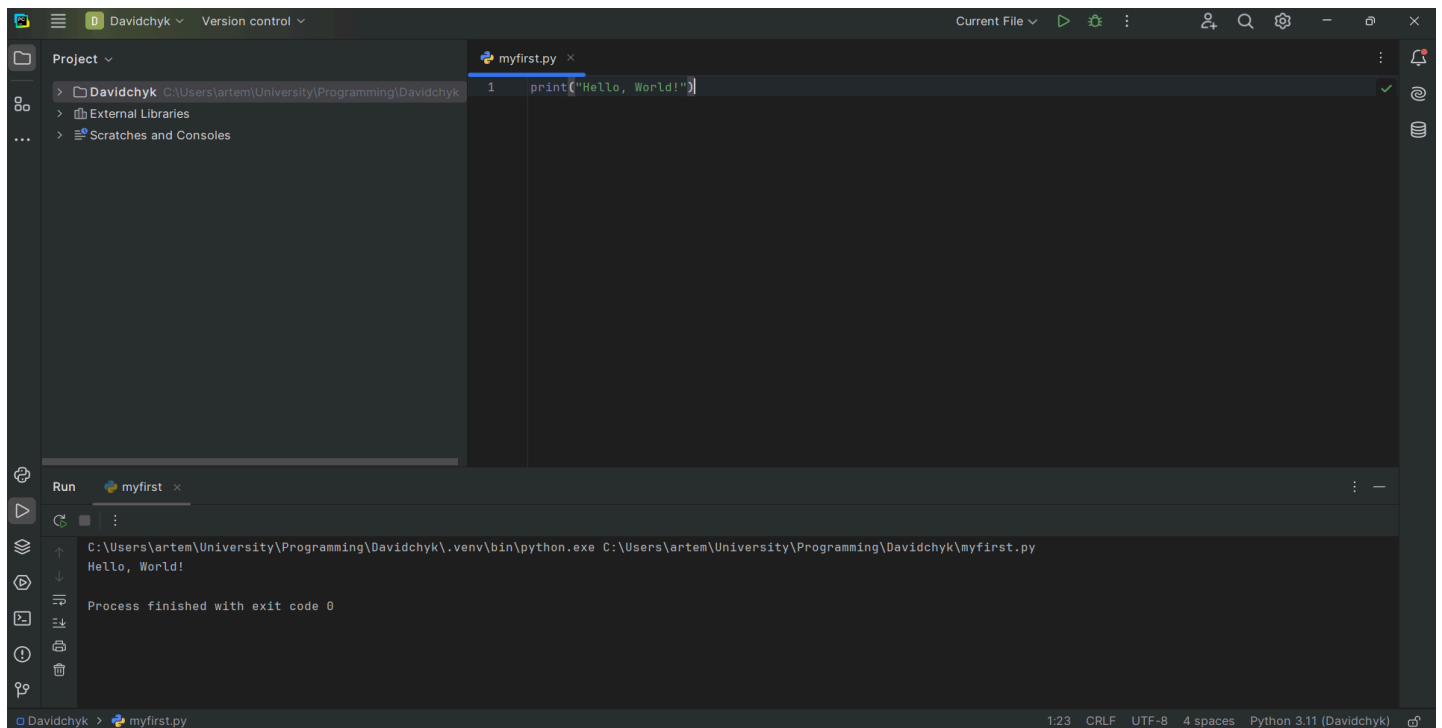 PC
D Davidchyk Version control Current File
Project
myfirst.py
Davidchyk C:\Users\artem\University\Programming\Davidchyk
1 print("Hello, World!")
External Libraries
Scratches and Consoles
Run myfirst
C:\Users\artem\University\Programming\Davidchyk\.venv\bin\python.exe C:\Users\artem\University\Programming\Davidchyk\myfirst.py
Hello, World!
Process finished with exit code 0
Davidchyk > myfirst.py 1:23 CRLF UTF-8 4 spaces Python 3.11 (Davidchyk)